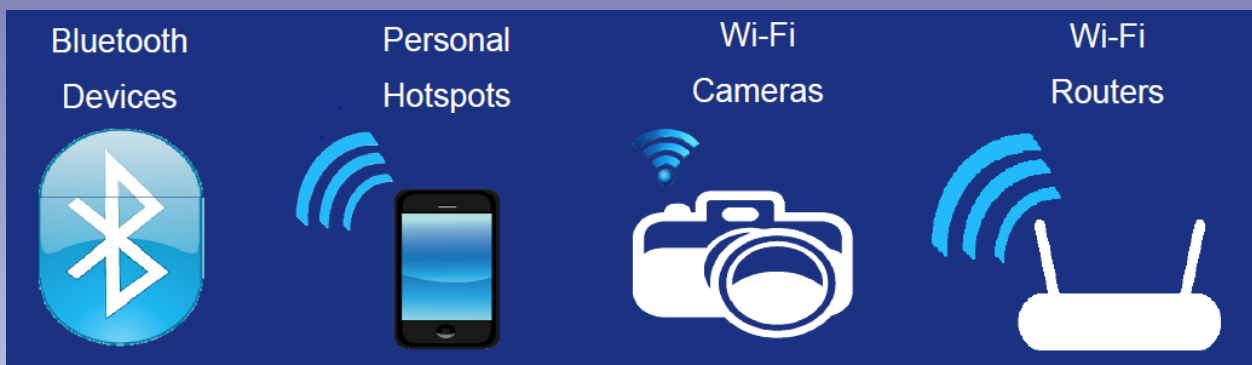 Bluetooth
Devices
Personal
Hotspots
Wi-Fi
Cameras
Wi-Fi
Routers